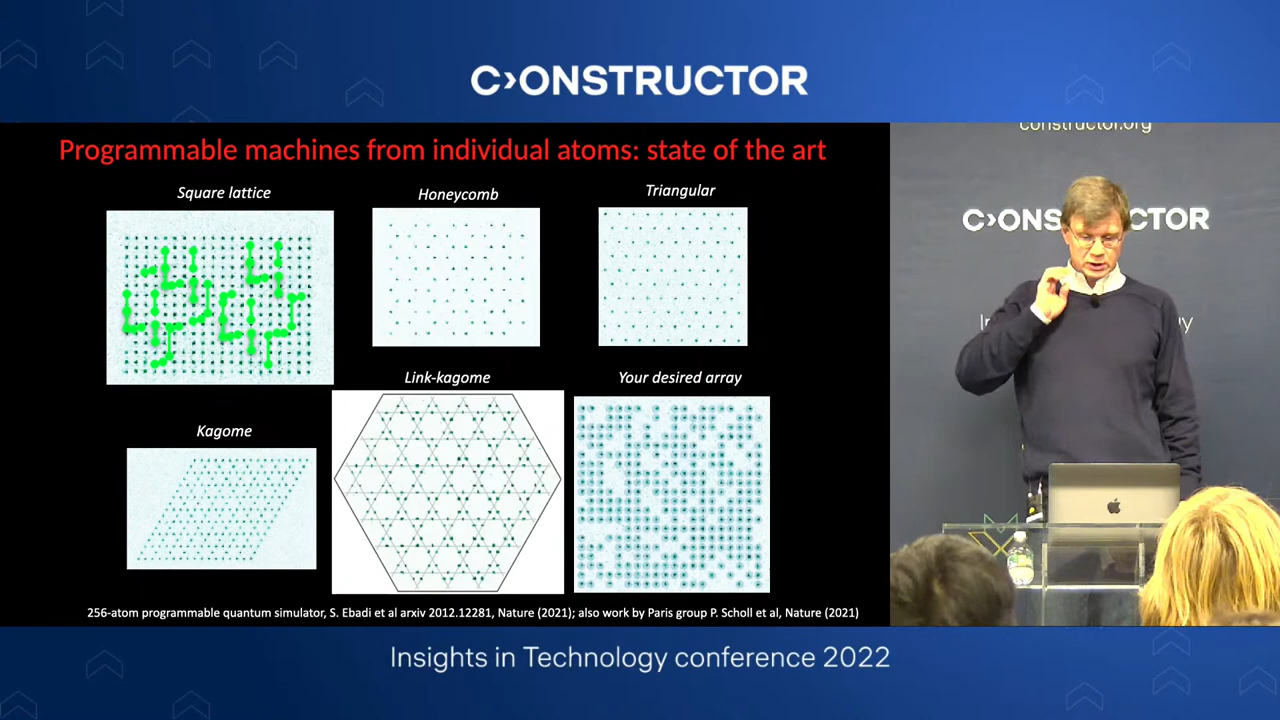 C›ONSTRUCTOR
Programmable machines from individual atoms: state of the art
Square lattice
Honeycomb
Triangular
Kagome
Link-kagome
Your desired array
256-atom programmable quantum simulator, S. Ebadi et al arxiv 2012.12281, Nature (2021); also work by Paris group P. Scholl et al, Nature (2021)
constructor.org
C›ONS CTOR
Insights in Technology conference 2022